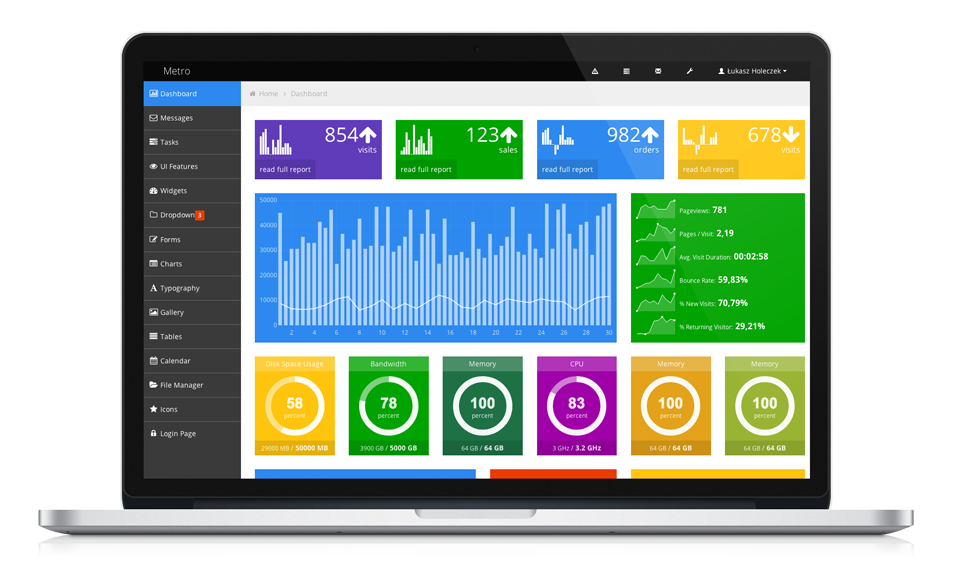 Metro
Łukasz Holeczek
Dashboard
Messages
Tasks
UI Features
Widgets
Dropdown 3
Forms
Charts
Typography
Gallery
Tables
Calendar
File Manager
Icons
Login Page
Home > Dashboard
854
visits
read full report
123
sales
read full report
982
orders
read full report
678
visits
read full report
50000
40000
30000
20000
10000
0
2 4 6 8 10 12 14 16 18 20 22 24 26 28 30
Pageviews: 781
Pages / Visit: 2,19
Avg. Visit Duration: 00:02:58
Bounce Rate: 59,83%
% New Visits: 70,79%
% Returning Visitor: 29,21%
Disk Space Usage
58
percent
29000 MB / 50000 MB
Bandwidth
78
percent
3900 GB / 5000 GB
Memory
100
percent
64 GB / 64 GB
CPU
83
percent
3 GHz / 3.2 GHz
Memory
100
percent
64 GB / 64 GB
Memory
100
percent
64 GB / 64 GB